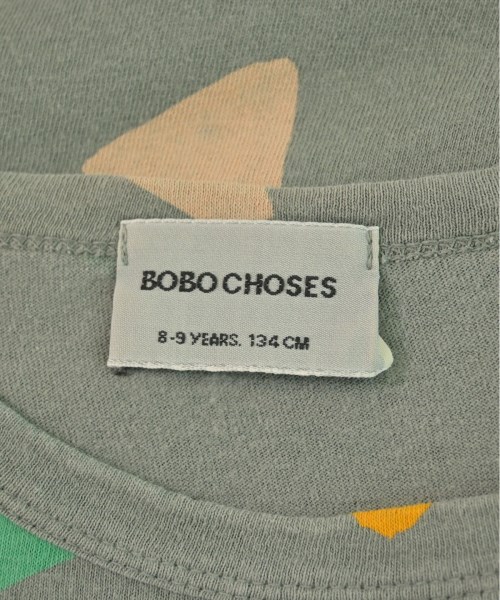 BOBO CHOSES
8-9 YEARS. 134 CM